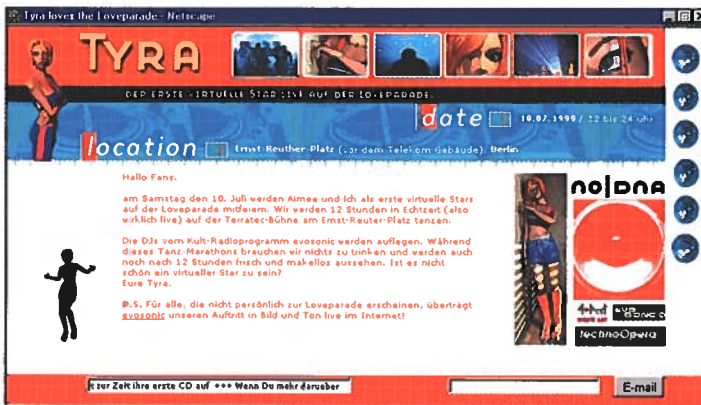 Tyra loves the Loveparade - Netscape
TYRA
DER ERSTE VIRTUELLE STAR LIVE AUF DER LOVEPARADE
date 10.07.1999 / 12 bis 24 uhr
location Ernst-Reuther-Platz (vor dem Telekom Gebäude), Berlin
Hallo Fans,
am Samstag den 10. Juli werden Aimee und ich als erste virtuelle Stars
auf der Loveparade mitfeiern. Wir werden 12 Stunden in Echtzeit (also
wirklich live) auf der Terratec-Bühne am Ernst-Reuter-Platz tanzen.
Die DJs vom Kult-Radioprogramm evosonic werden auflegen. Während
dieses Tanz-Marathons brauchen wir nichts zu trinken und werden auch
noch nach 12 Stunden frisch und makellos aussehen. Ist es nicht
schön ein virtueller Star zu sein?
Eure Tyra.
P.S. Für alle, die nicht persönlich zur Loveparade erscheinen, überträgt
evosonic unseren Auftritt in Bild und Ton live im Internet!
no|DNA
technoOpera
t zur Zeit ihre erste CD auf +++ Wenn Du mehr darueber
E-mail